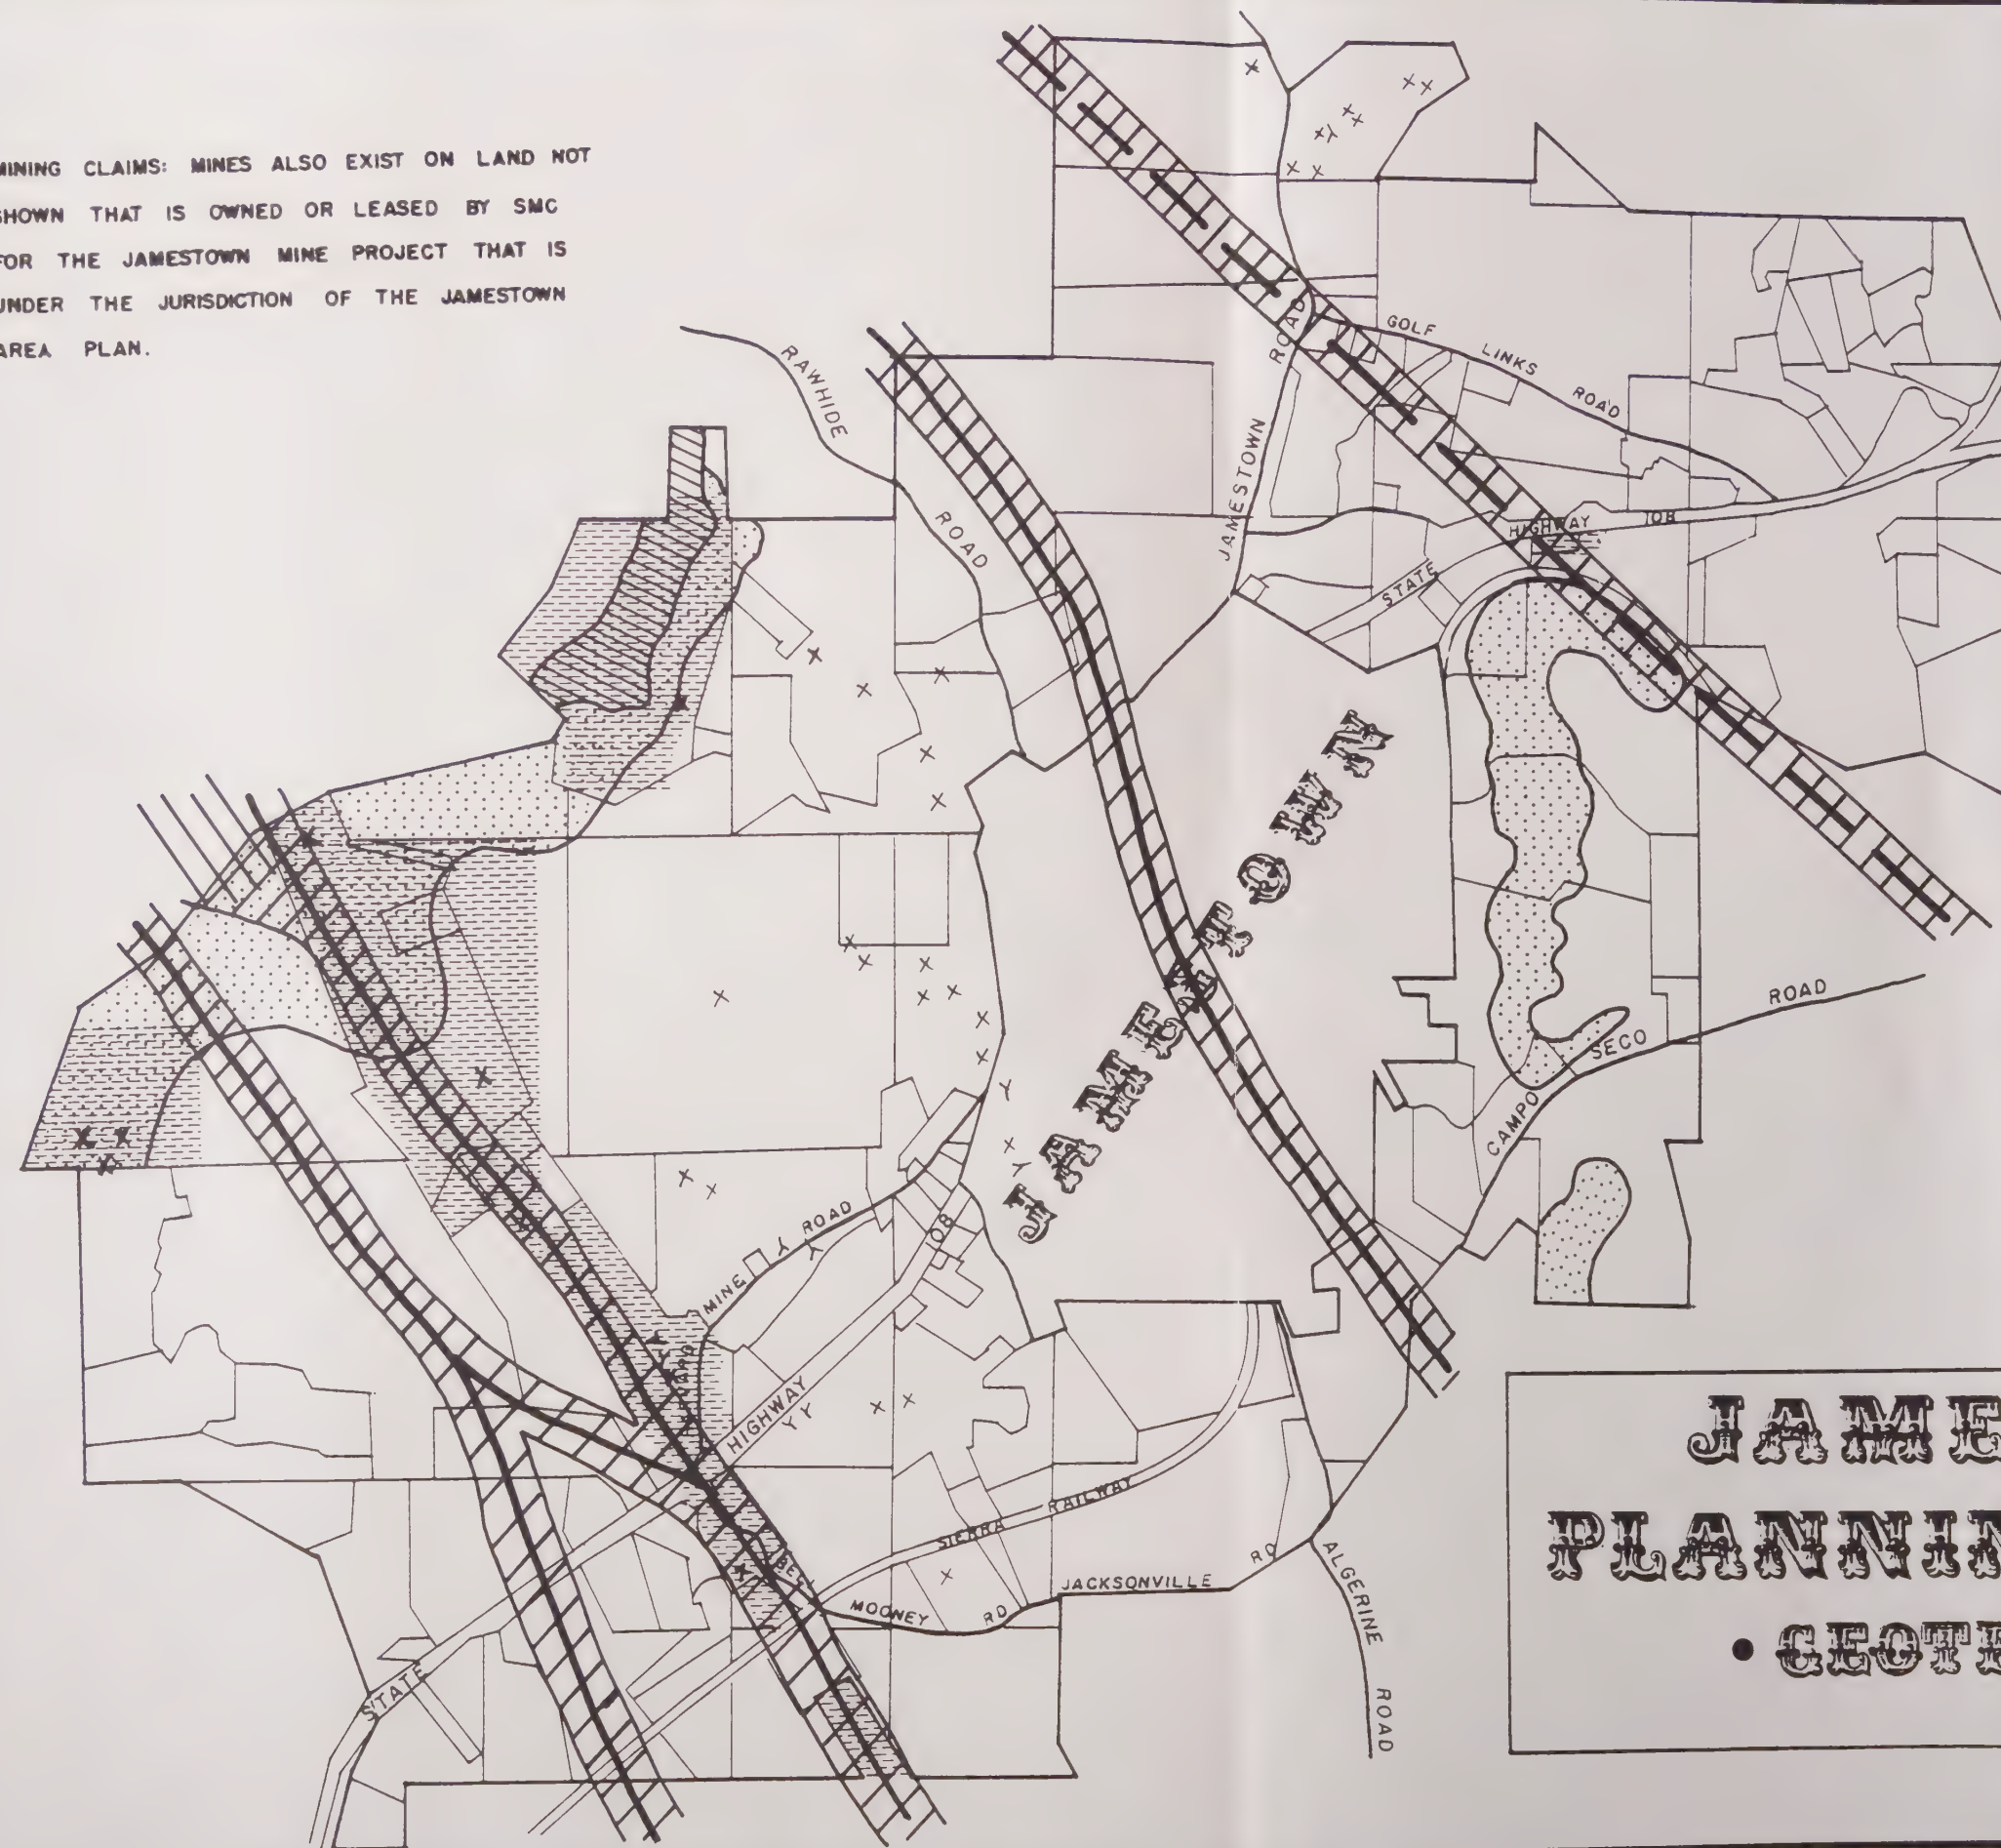 MINING CLAIMS: MINES ALSO EXIST ON LAND NOT
SHOWN THAT IS OWNED OR LEASED BY SMC
FOR THE JAMESTOWN MINE PROJECT THAT IS
UNDER THE JURISDICTION OF THE JAMESTOWN
AREA PLAN.
RAWHIDE
ROAD
JAMESTOWN
ROAD
GOLF
LINKS
ROAD
STATE
HIGHWAY
108
JAMESTOWN
CAMPO
SECO
ROAD
MINE
ROAD
STATE
HIGHWAY
108
SIERRA
RAILWAY
MOONEY
RD
JACKSONVILLE
RD
ALGERINE
ROAD
JAME
PLANNIN
• GEOTE